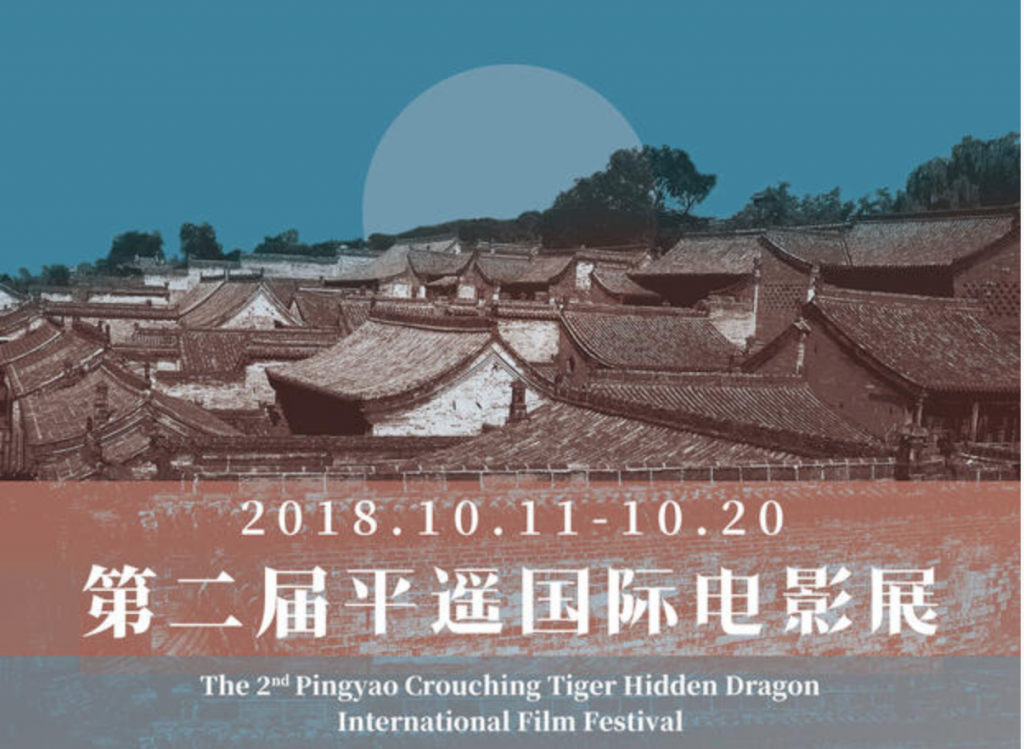 2018.10.11-10.20
第二届平遥国际电影展
The 2nd Pingyao Crouching Tiger Hidden Dragon
International Film Festival